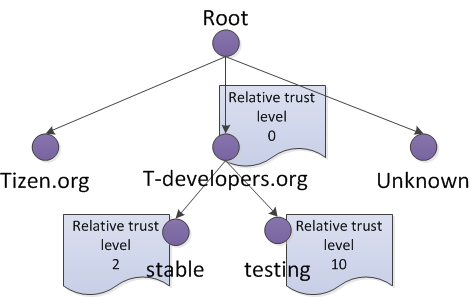 Root
Relative trust
level
0
Tizen.org
T-developers.org
Unknown
Relative trust
level
2
stable
testing
Relative trust
level
10